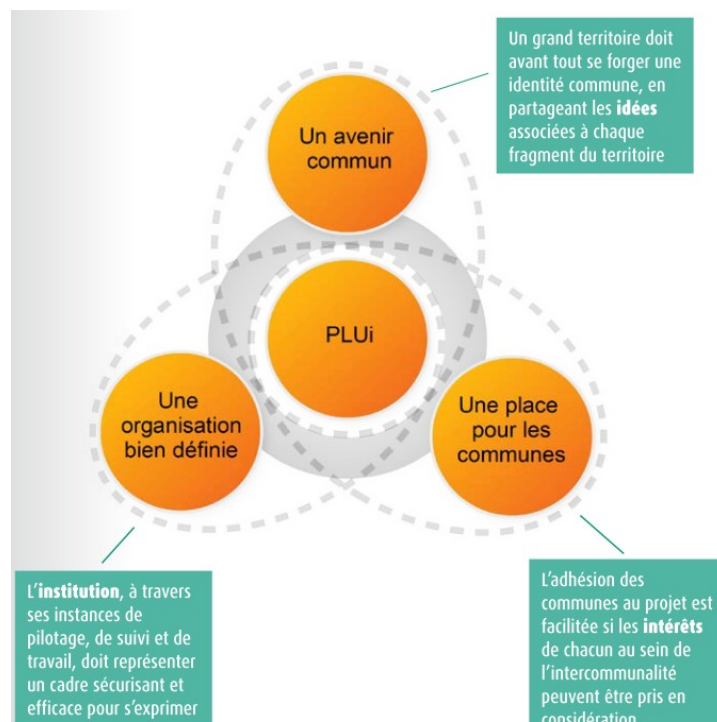 Un grand territoire doit
avant tout se forger une
identité commune, en
partageant les idées
associées à chaque
fragment du territoire
Un avenir
commun
PLUi
Une
organisation
bien définie
Une place
pour les
communes
L'institution, à travers
ses instances de
pilotage, de suivi et de
travail, doit représenter
un cadre sécurisant et
efficace pour s'exprimer
L'adhésion des
communes au projet est
facilitée si les intérêts
de chacun au sein de
l'intercommunalité
peuvent être pris en
considération